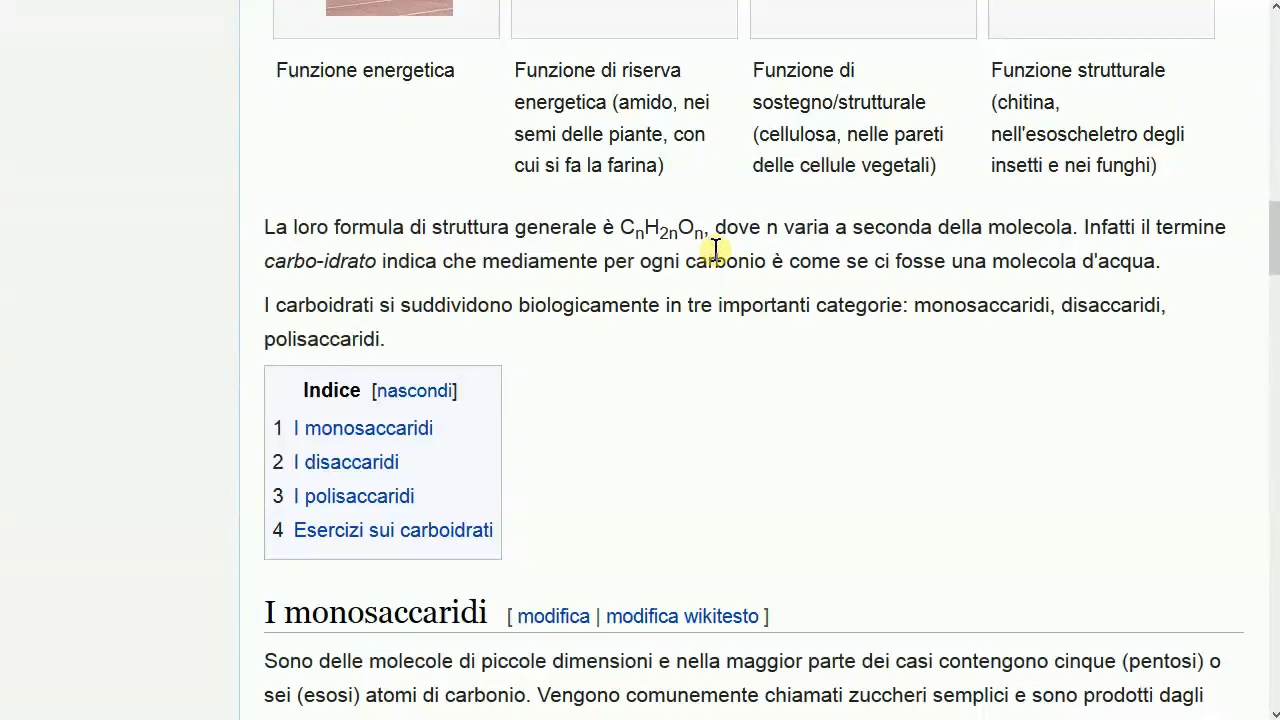 Funzione energetica
Funzione di riserva
energetica (amido, nei
semi delle piante, con
cui si fa la farina)
Funzione di
sostegno/strutturale
(cellulosa, nelle pareti
delle cellule vegetali)
Funzione strutturale
(chitina,
nell'esoscheletro degli
insetti e nei funghi)
La loro formula di struttura generale è CnH2nOn, dove n varia a seconda della molecola. Infatti il termine
carbo-idrato indica che mediamente per ogni carbonio è come se ci fosse una molecola d'acqua.
I carboidrati si suddividono biologicamente in tre importanti categorie: monosaccaridi, disaccaridi,
polisaccaridi.
Indice [nascondi]
1 I monosaccaridi
2 I disaccaridi
3 I polisaccaridi
4 Esercizi sui carboidrati
I monosaccaridi [ modifica | modifica wikitesto ]
Sono delle molecole di piccole dimensioni e nella maggior parte dei casi contengono cinque (pentosi) o
sei (esosi) atomi di carbonio. Vengono comunemente chiamati zuccheri semplici e sono prodotti dagli